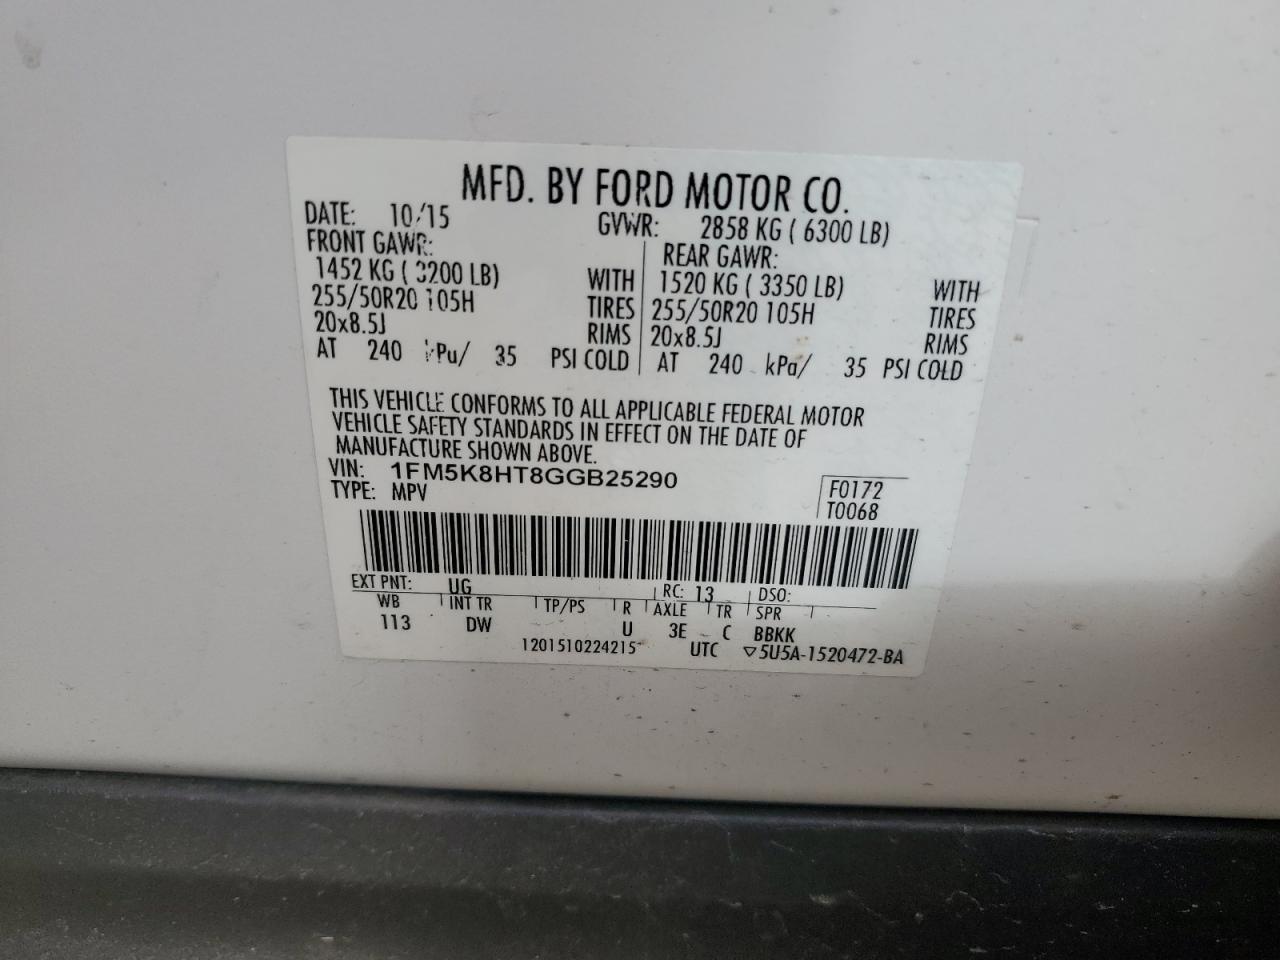 MFD. BY FORD MOTOR CO.
DATE: 10/15 GVWR: 2858 KG ( 6300 LB)
FRONT GAWR: REAR GAWR:
1452 KG ( 3200 LB) WITH 1520 KG ( 3350 LB) WITH
255/50R20 105H TIRES 255/50R20 105H TIRES
20x8.5J RIMS 20x8.5J RIMS
AT 240 kPa/ 35 PSI COLD AT 240 kPa/ 35 PSI COLD
THIS VEHICLE CONFORMS TO ALL APPLICABLE FEDERAL MOTOR
VEHICLE SAFETY STANDARDS IN EFFECT ON THE DATE OF
MANUFACTURE SHOWN ABOVE.
VIN: 1FM5K8HT8GGB25290
TYPE: MPV
F0172
T0068
EXT PNT: UG RC: 13 DSO:
WB INT TR TP/PS R AXLE TR SPR
113 DW U 3E C BBKK
1201510224215 UTC ▽5U5A-1520472-BA